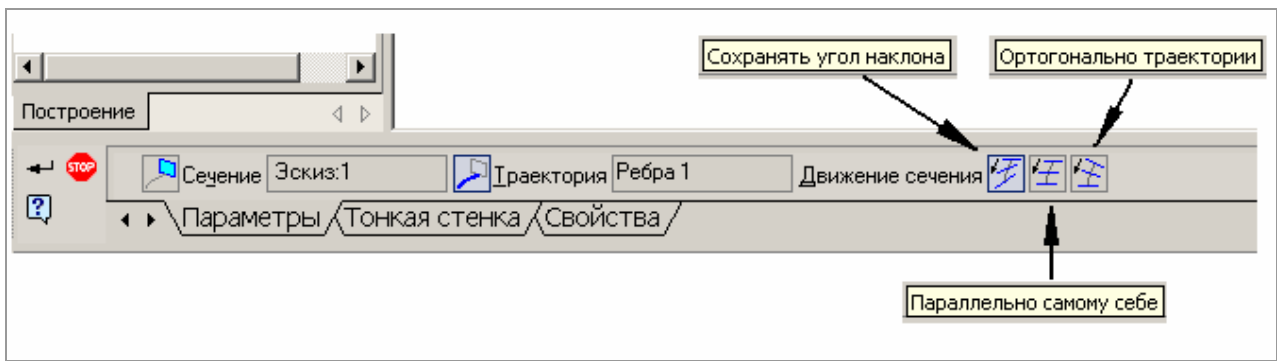 Сохранять угол наклона
Ортогонально траектории
Построение
STOP
Сечение Эскиз:1 Траектория Ребра 1 Движение сечения
?
Параметры Тонкая стенка Свойства
Параллельно самому себе